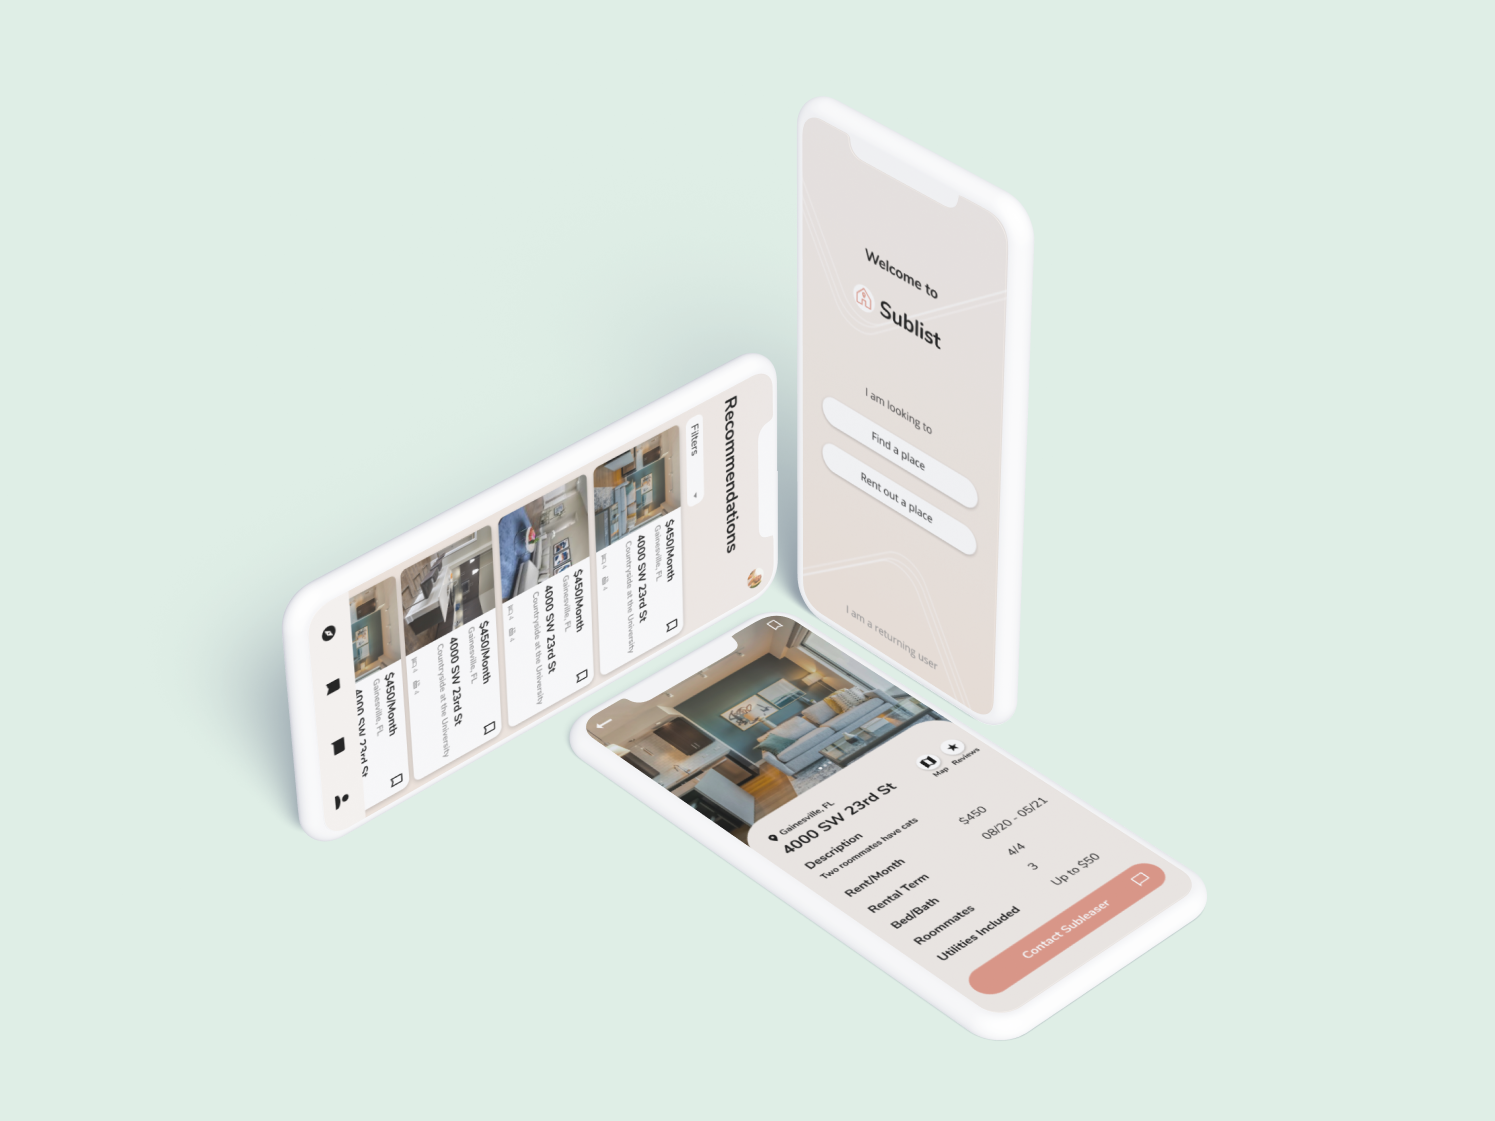 Welcome to
Sublist
I am looking to
Find a place
Rent out a place
I am a returning user
Recommendations
Filters
$450/Month
Gainesville, FL
4000 SW 23rd St
Countryside at the University
4 4
$450/Month
Gainesville, FL
4000 SW 23rd St
Countryside at the University
4 4
$450/Month
Gainesville, FL
4000 SW 23rd St
Countryside at the University
4 4
$450/Month
Gainesville, FL
4000 SW 23rd St
Gainesville, FL
4000 SW 23rd St
Map
Reviews
Description
Two roommates have cats
Rent/Month $450
Rental Term 08/20 - 05/21
Bed/Bath 4/4
Roommates 3
Utilities Included Up to $50
Contact Subleaser